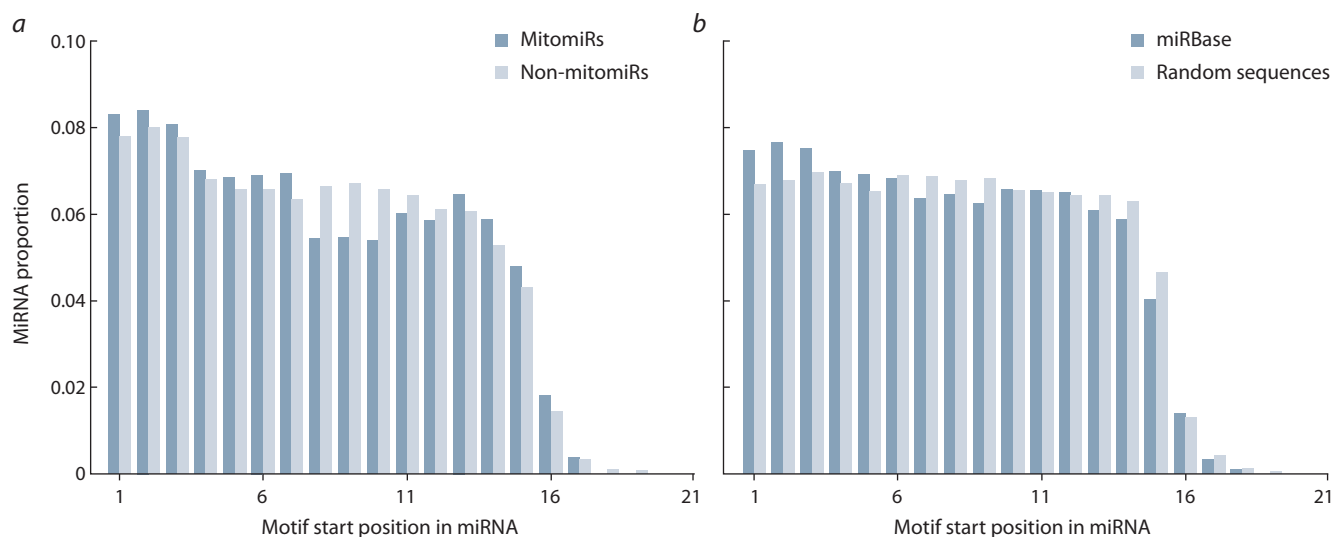 a
MitomiRs
Non-mitomiRs
0.10
0.08
0.06
0.04
0.02
0
MiRNA proportion
1 6 11 16 21
Motif start position in miRNA
b
miRBase
Random sequences
1 6 11 16 21
Motif start position in miRNA